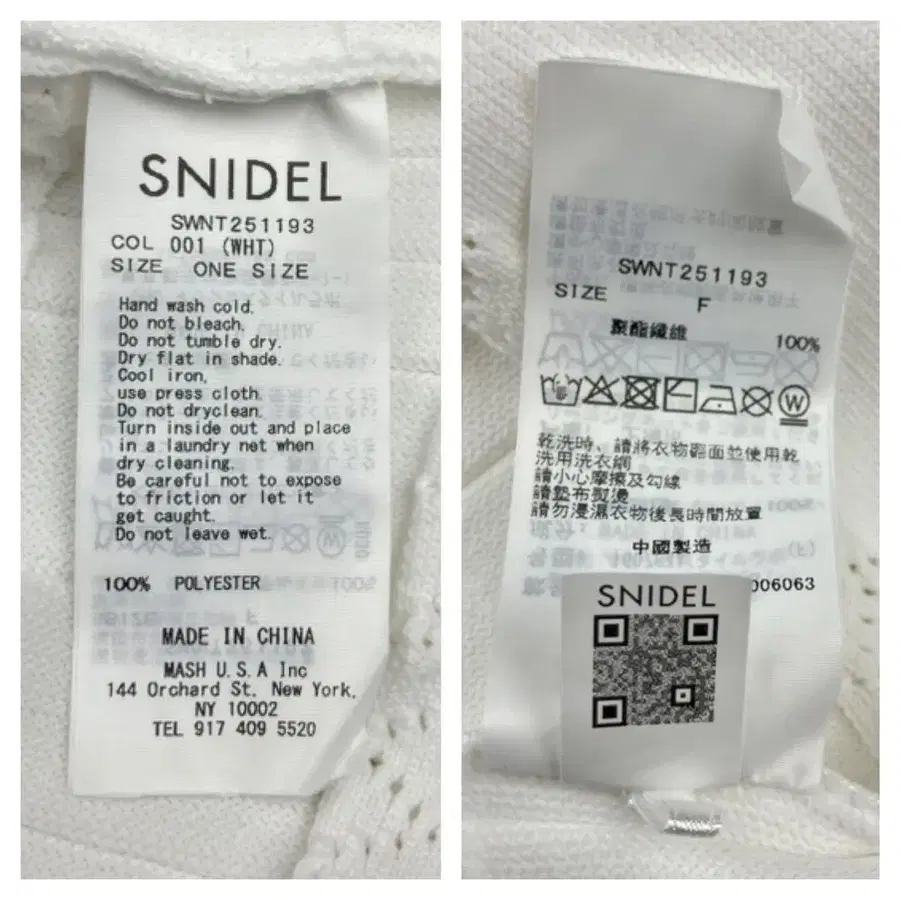 SNIDEL
SWNT251193
COL 001 (WHT)
SIZE ONE SIZE
Hand wash cold.
Do not bleach.
Do not tumble dry.
Dry flat in shade.
Cool iron,
use press cloth.
Do not dryclean.
Turn inside out and place
in a laundry net when
dry cleaning.
Be careful not to expose
to friction or let it
get caught.
Do not leave wet.
100% POLYESTER
MADE IN CHINA
MASH U.S.A Inc
144 Orchard St. New York,
NY 10002
TEL 917 409 5520
SWNT251193
SIZE F
聚酯纖維 100%
W
乾洗時、請將衣物翻面並使用乾
洗用洗衣網
請小心摩擦及勾線
請墊布熨燙
請勿浸濕衣物後長時間放置
中國製造
006063
SNIDEL